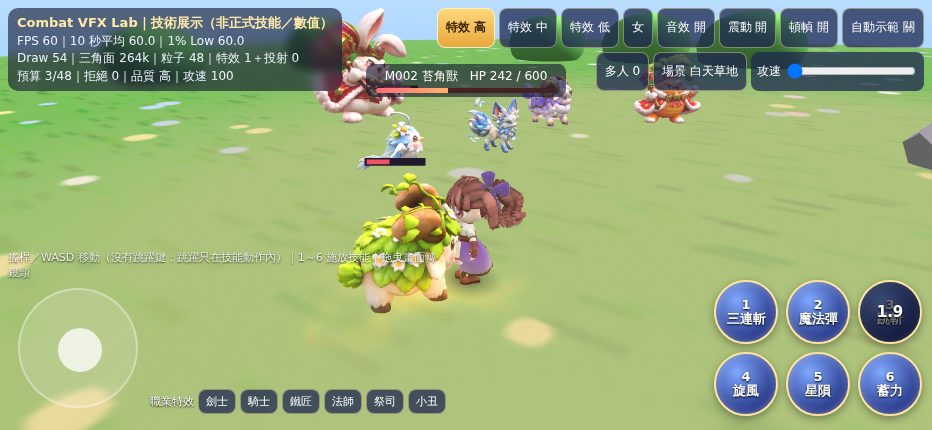 Combat VFX Lab｜技術展示（非正式技能／數值）
FPS 60｜10 秒平均 60.0｜1% Low 60.0
Draw 54｜三角面 264k｜粒子 48｜特效 1＋投射 0
預算 3/48｜拒絕 0｜品質 高｜攻速 100
特效 高
特效 中
特效 低
女
音效 開
震動 開
頓幀 開
自動示範 關
多人 0
場景 白天草地
攻速
M002 苔角獸 HP 242 / 600
搖桿／WASD 移動（沒有跳躍鍵；跳躍只在技能動作內）｜1～6 施放技能｜拖曳畫面轉
鏡頭
1
三連斬
2
魔法彈
3
1.9
跳斬
4
旋風
5
星隕
6
蓄力
職業特效
劍士
騎士
鐵匠
法師
祭司
小丑